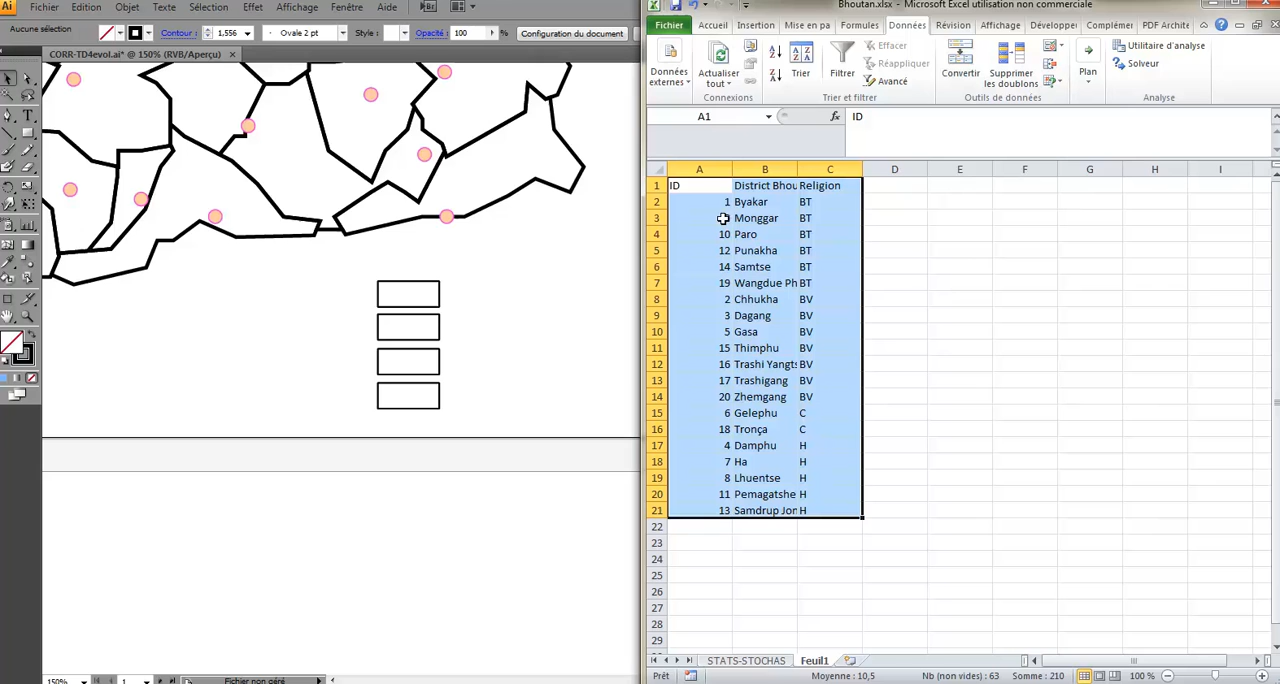 Ai Fichier Edition Objet Texte Sélection Effet Affichage Fenêtre Aide Br
Aucune sélection Contour : 1,556 Ovale 2 pt Style : Opacité : 100 % Configuration du document
CORR-TD4evol.ai* @ 150% (RVB/Aperçu) ×
150% 1 Fichier non géré
Bhoutan.xlsx - Microsoft Excel utilisation non commerciale
Fichier Accueil Insertion Mise en pa Formules Données Révision Affichage Développer Complémer PDF Archite
Données externes
Actualiser tout
Connexions
Trier
Filtrer
Effacer
Réappliquer
Avancé
Trier et filtrer
Convertir
Supprimer les doublons
Outils de données
Plan
Utilitaire d'analyse
Solveur
Analyse
A1 fx ID
A B C D E F G H I
1 ID District Bhou Religion
2 1 Byakar BT
3 Monggar BT
4 10 Paro BT
5 12 Punakha BT
6 14 Samtse BT
7 19 Wangdue Ph BT
8 2 Chhukha BV
9 3 Dagang BV
10 5 Gasa BV
11 15 Thimphu BV
12 16 Trashi Yangts BV
13 17 Trashigang BV
14 20 Zhemgang BV
15 6 Gelephu C
16 18 Tronça C
17 4 Damphu H
18 7 Ha H
19 8 Lhuentse H
20 11 Pemagatshe H
21 13 Samdrup Jon H
22
23
24
25
26
27
28
29
STATS-STOCHAS Feuil1
Prêt Moyenne : 10,5 Nb (non vides) : 63 Somme : 210 100 %